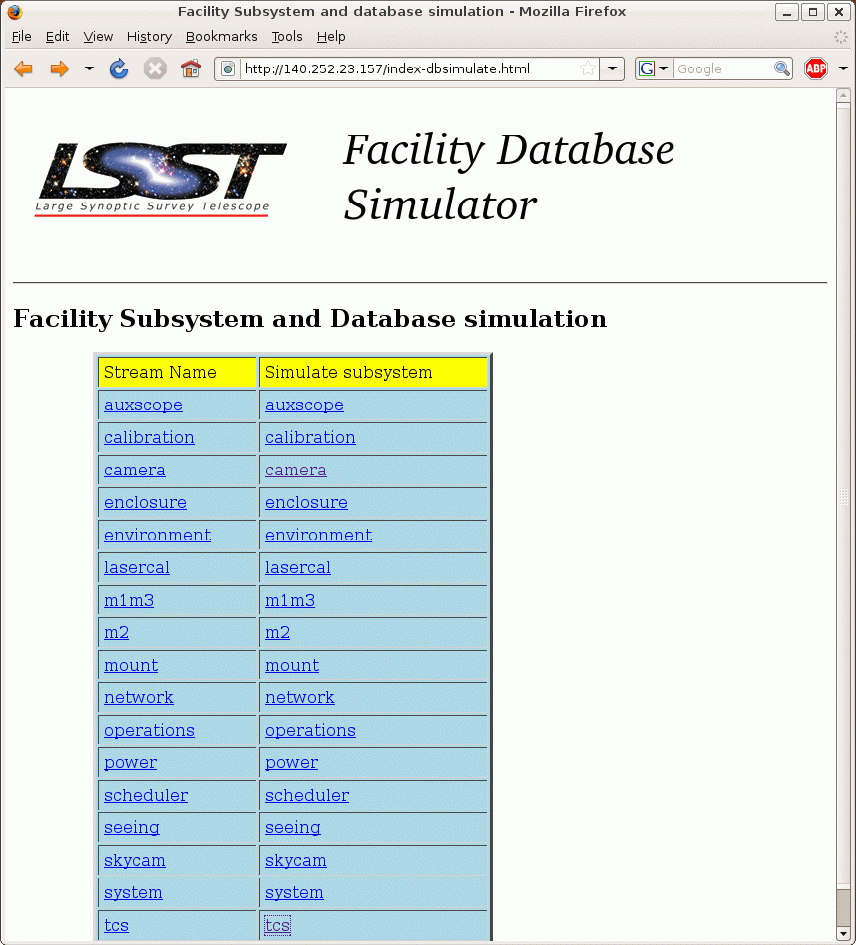 Facility Subsystem and database simulation - Mozilla Firefox
File Edit View History Bookmarks Tools Help
http://140.252.23.157/index-dbsimulate.html G Google ABP
LSST
Large Synoptic Survey Telescope
Facility Database
Simulator
Facility Subsystem and Database simulation
Stream Name Simulate subsystem
auxscope auxscope
calibration calibration
camera camera
enclosure enclosure
environment environment
lasercal lasercal
m1m3 m1m3
m2 m2
mount mount
network network
operations operations
power power
scheduler scheduler
seeing seeing
skycam skycam
system system
tcs tcs